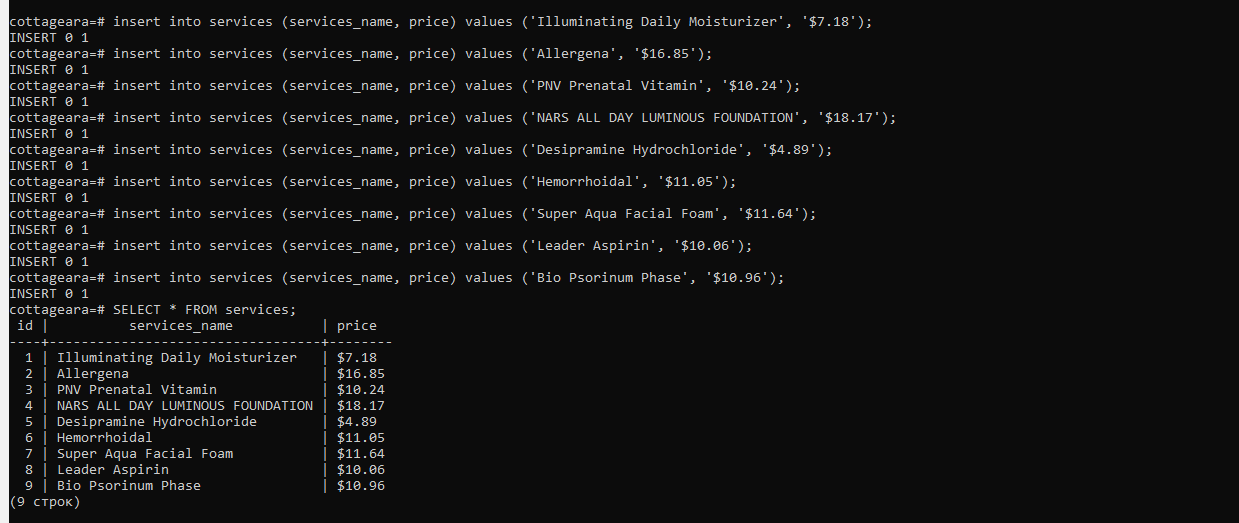 cottageara=# insert into services (services_name, price) values ('Illuminating Daily Moisturizer', '$7.18');
INSERT 0 1
cottageara=# insert into services (services_name, price) values ('Allergena', '$16.85');
INSERT 0 1
cottageara=# insert into services (services_name, price) values ('PNV Prenatal Vitamin', '$10.24');
INSERT 0 1
cottageara=# insert into services (services_name, price) values ('NARS ALL DAY LUMINOUS FOUNDATION', '$18.17');
INSERT 0 1
cottageara=# insert into services (services_name, price) values ('Desipramine Hydrochloride', '$4.89');
INSERT 0 1
cottageara=# insert into services (services_name, price) values ('Hemorrhoidal', '$11.05');
INSERT 0 1
cottageara=# insert into services (services_name, price) values ('Super Aqua Facial Foam', '$11.64');
INSERT 0 1
cottageara=# insert into services (services_name, price) values ('Leader Aspirin', '$10.06');
INSERT 0 1
cottageara=# insert into services (services_name, price) values ('Bio Psorinum Phase', '$10.96');
INSERT 0 1
cottageara=# SELECT * FROM services;
 id |          services_name           | price
----+----------------------------------+--------
  1 | Illuminating Daily Moisturizer   | $7.18
  2 | Allergena                        | $16.85
  3 | PNV Prenatal Vitamin             | $10.24
  4 | NARS ALL DAY LUMINOUS FOUNDATION | $18.17
  5 | Desipramine Hydrochloride        | $4.89
  6 | Hemorrhoidal                     | $11.05
  7 | Super Aqua Facial Foam           | $11.64
  8 | Leader Aspirin                   | $10.06
  9 | Bio Psorinum Phase               | $10.96
(9 строк)